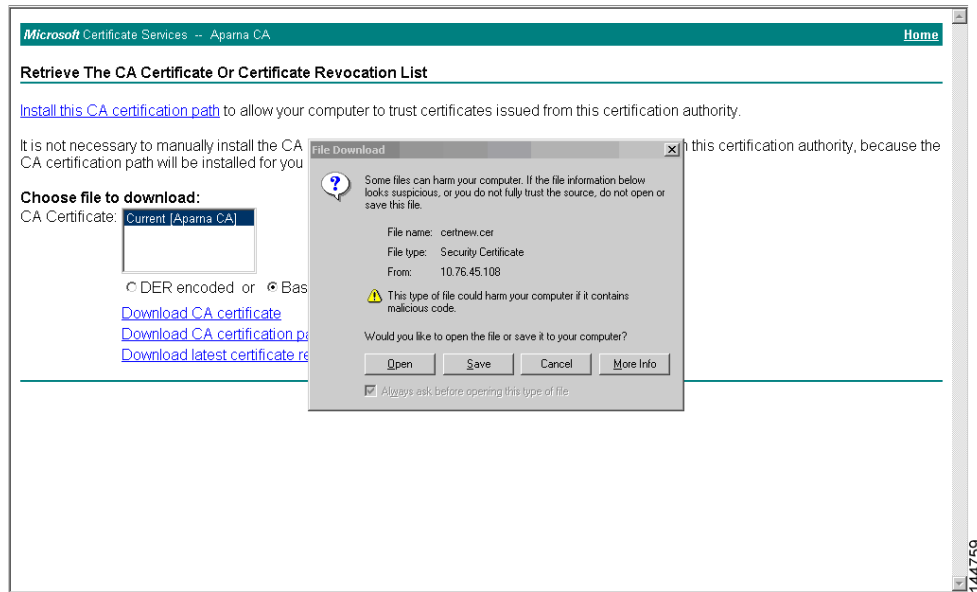 Microsoft Certificate Services -- Aparna CA Home
Retrieve The CA Certificate Or Certificate Revocation List
Install this CA certification path to allow your computer to trust certificates issued from this certification authority.
It is not necessary to manually install the CA
this certification authority, because the
CA certification path will be installed for you
Choose file to download:
CA Certificate: Current [Aparna CA]
DER encoded or
Download CA certificate
Download CA certification
Download latest certificate
File Download
Some files can harm your computer. If the file information below
looks suspicious, or you do not fully trust the source, do not open or
save this file.
File name: certnew.cer
File type: Security Certificate
From: 10.76.45.108
This type of file could harm your computer if it contains
malicious code.
Would you like to open the file or save it to your computer?
Open Save Cancel More Info
Always ask before opening this type of file
144759